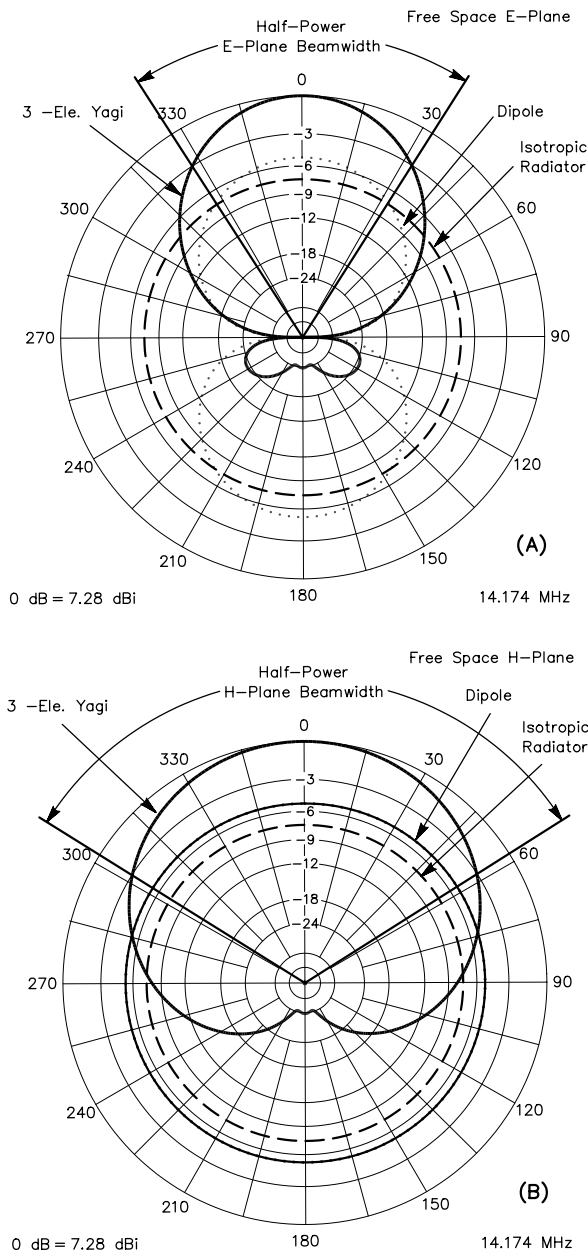 Free Space E-Plane
Half-Power
E-Plane Beamwidth
0
3 -Ele. Yagi
330
30
Dipole
Isotropic
Radiator
-3
-6
-9
-12
-18
-24
300
60
270
90
240
120
210
150
180
(A)
0 dB = 7.28 dBi
14.174 MHz
Free Space H-Plane
Half-Power
H-Plane Beamwidth
3 -Ele. Yagi
Dipole
0
Isotropic
Radiator
330
30
-3
-6
-9
-12
-18
-24
300
60
270
90
240
120
210
150
180
(B)
0 dB = 7.28 dBi
14.174 MHz